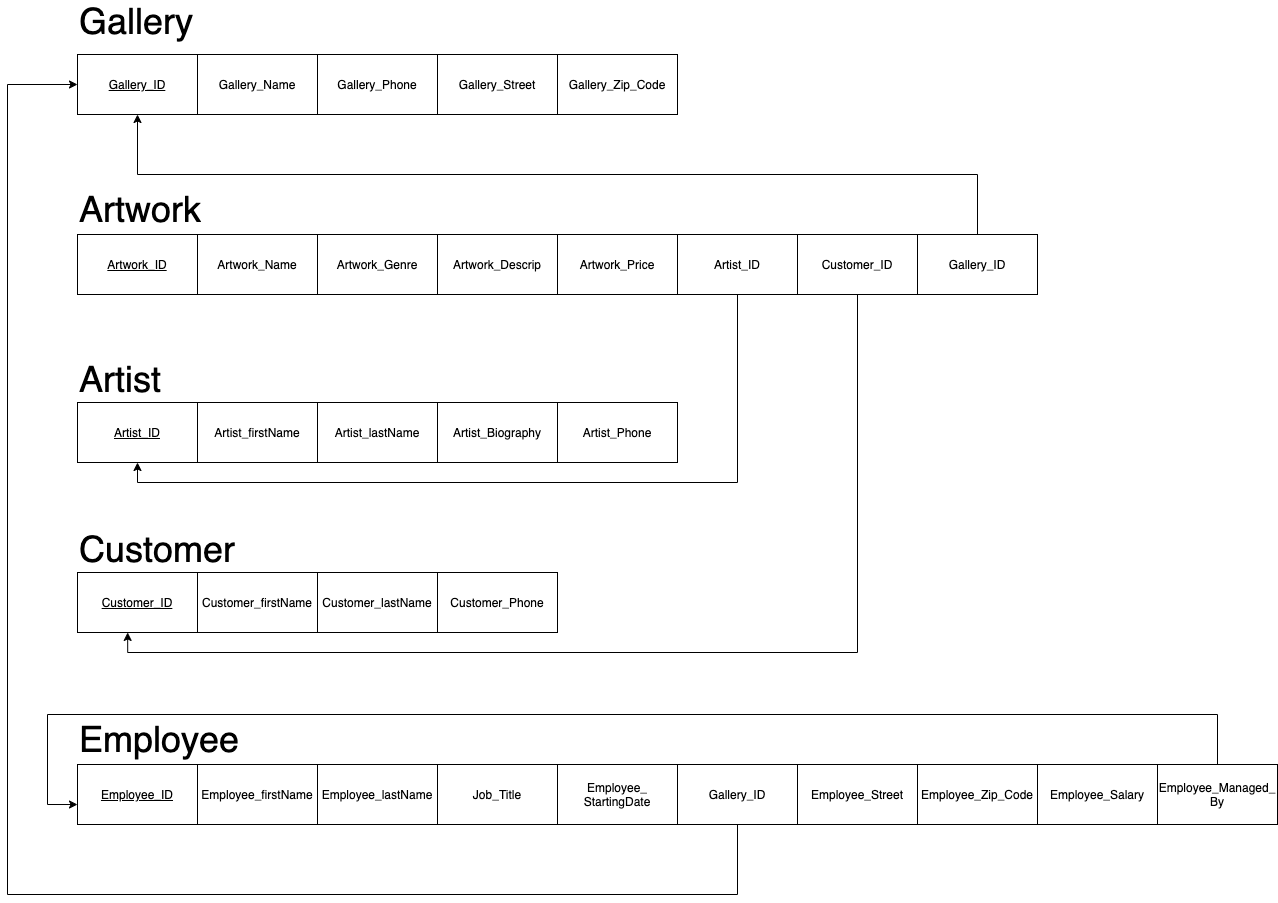 Gallery
Gallery_ID Gallery_Name Gallery_Phone Gallery_Street Gallery_Zip_Code
Artwork
Artwork_ID Artwork_Name Artwork_Genre Artwork_Descrip Artwork_Price Artist_ID Customer_ID Gallery_ID
Artist
Artist_ID Artist_firstName Artist_lastName Artist_Biography Artist_Phone
Customer
Customer_ID Customer_firstName Customer_lastName Customer_Phone
Employee
Employee_ID Employee_firstName Employee_lastName Job_Title Employee_
StartingDate Gallery_ID Employee_Street Employee_Zip_Code Employee_Salary Employee_Managed_
By